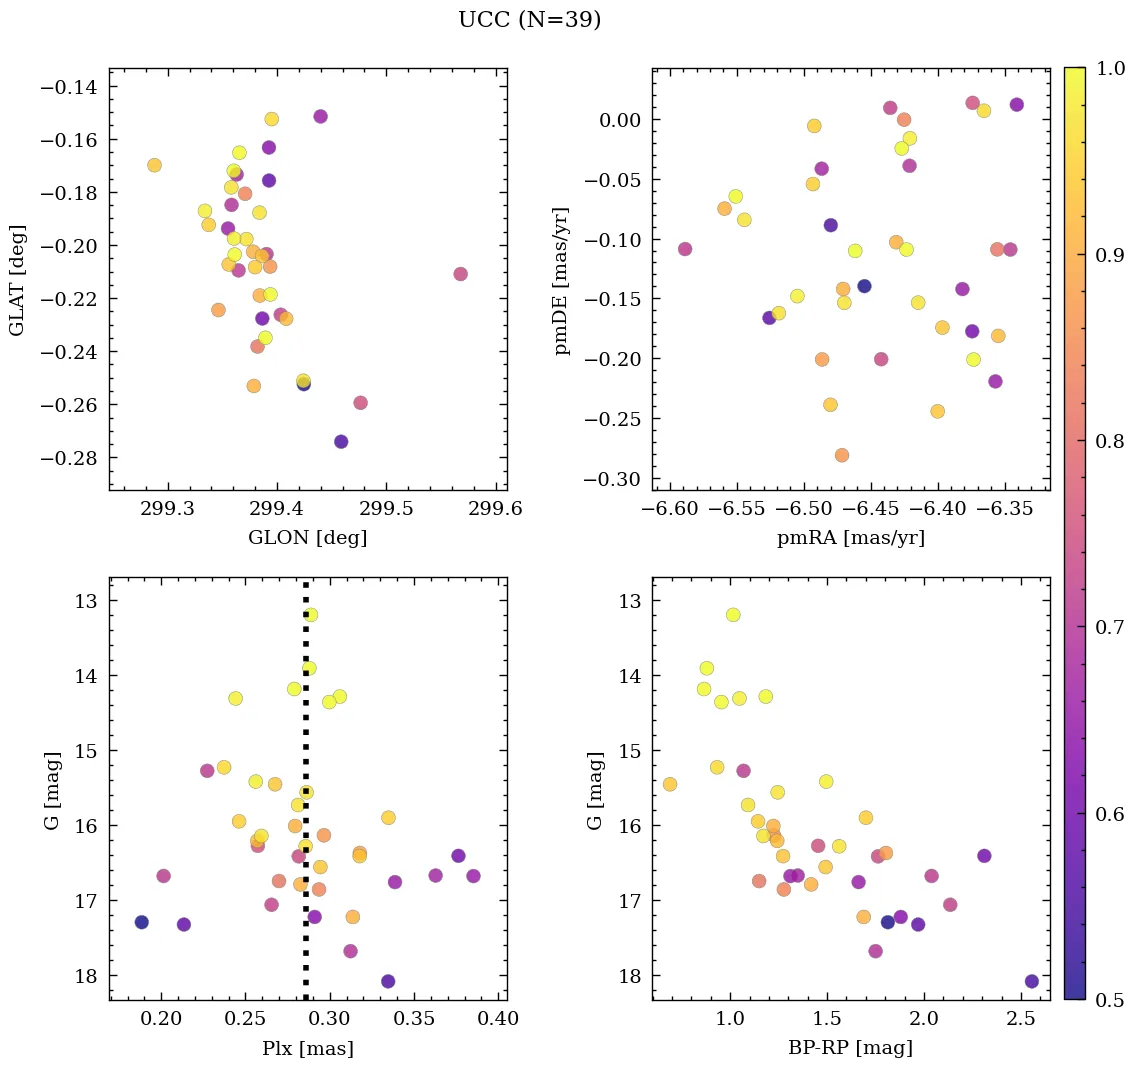 UCC (N=39)
−0.14
−0.16
−0.18
−0.20
−0.22
−0.24
−0.26
−0.28
GLAT [deg]
299.3 299.4 299.5 299.6
GLON [deg]
0.00
−0.05
−0.10
−0.15
−0.20
−0.25
−0.30
pmDE [mas/yr]
−6.60 −6.55 −6.50 −6.45 −6.40 −6.35
pmRA [mas/yr]
13
14
15
16
17
18
G [mag]
0.20 0.25 0.30 0.35 0.40
Plx [mas]
13
14
15
16
17
18
G [mag]
1.0 1.5 2.0 2.5
BP-RP [mag]
1.0
0.9
0.8
0.7
0.6
0.5